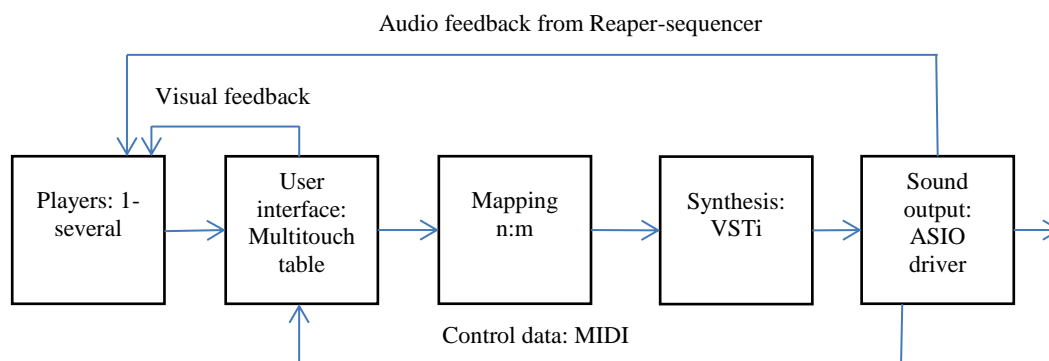 Audio feedback from Reaper-sequencer
Visual feedback
Players: 1-
several
User
interface:
Multitouch
table
Mapping
n:m
Synthesis:
VSTi
Sound
output:
ASIO
driver
Control data: MIDI